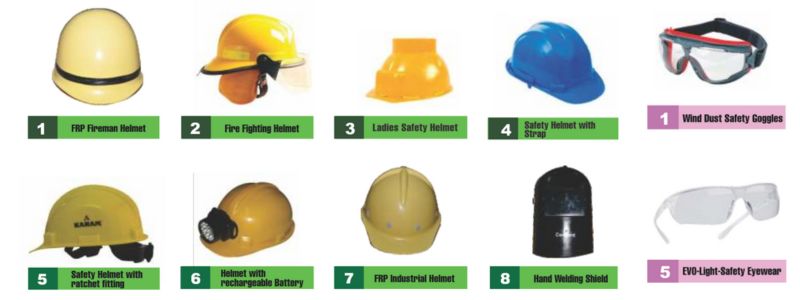 1 FRP Fireman Helmet
2 Fire Fighting Helmet
3 Ladies Safety Helmet
4 Safety Helmet with
Strap
1 Wind Dust Safety Goggles
KARAM
5 Safety Helmet with
ratchet fitting
6 Helmet with
rechargeable Battery
7 FRP Industrial Helmet
8 Hand Welding Shield
5 EVO-Light-Safety Eyewear